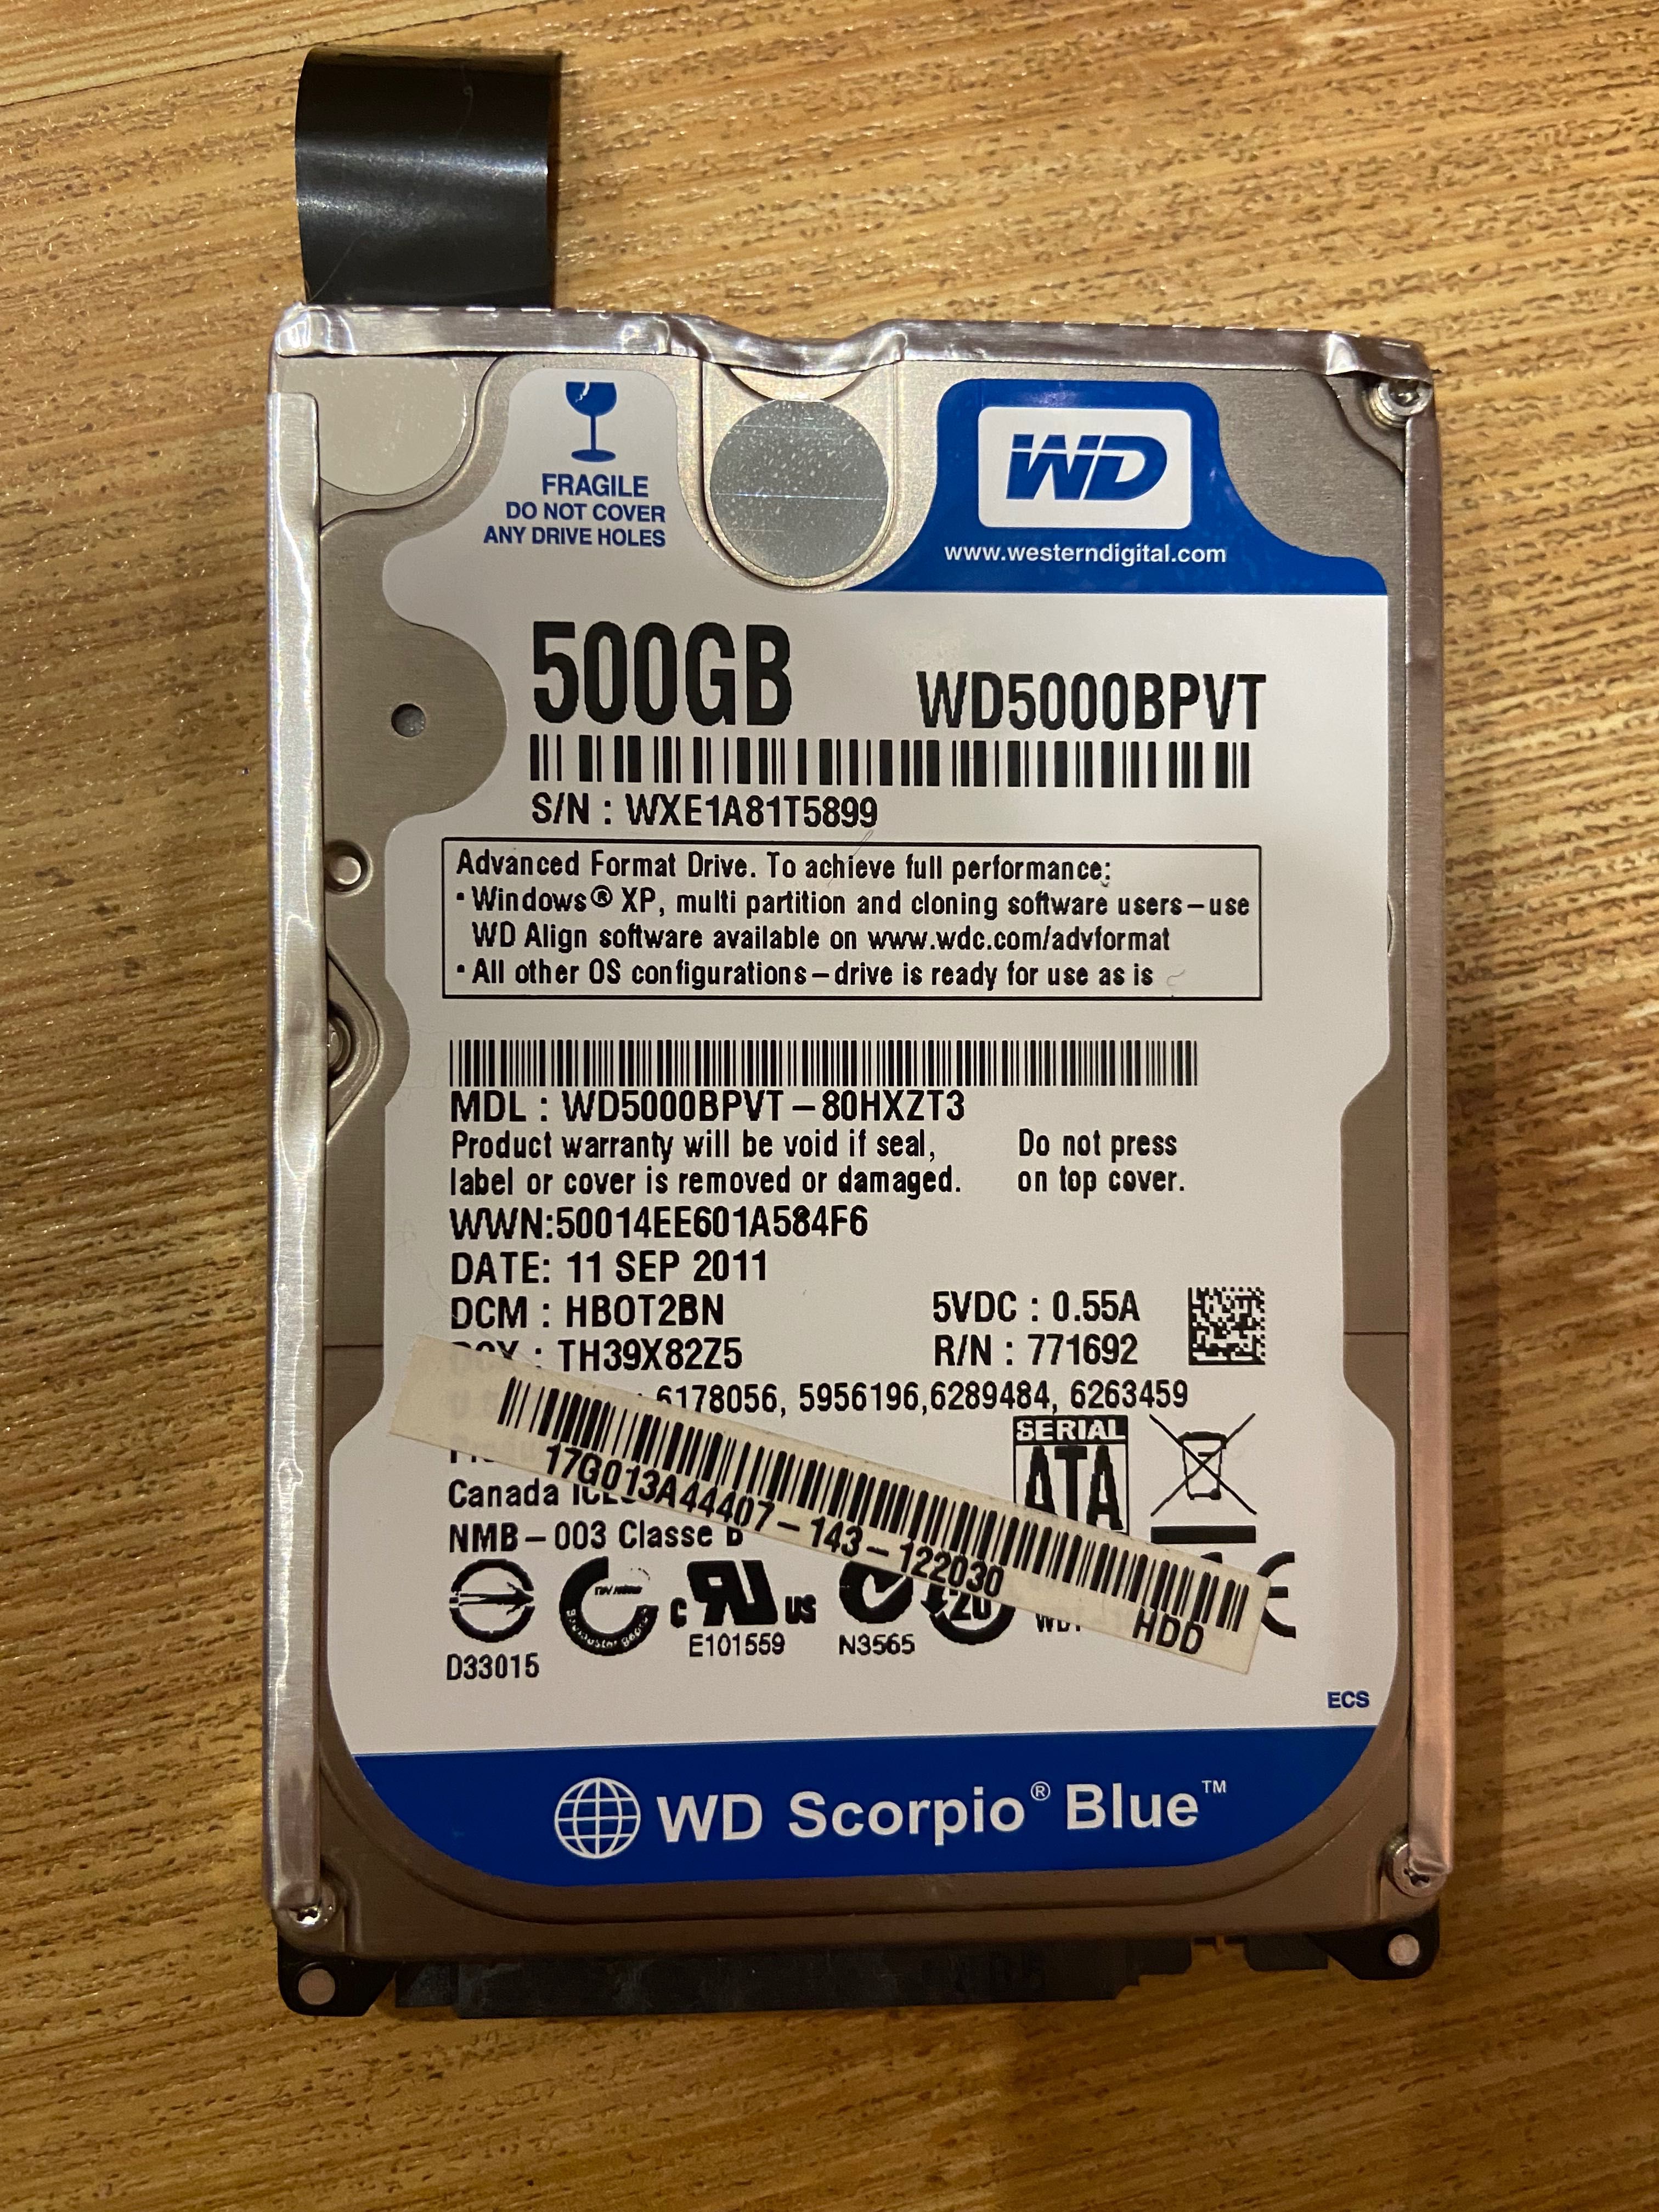 FRAGILE
DO NOT COVER
ANY DRIVE HOLES
WD
www.westerndigital.com
500GB
WD5000BPVT
S/N : WXE1A81T5899
Advanced Format Drive. To achieve full performance:
• Windows® XP, multi partition and cloning software users – use
WD Align software available on www.wdc.com/advformat
• All other OS configurations – drive is ready for use as is
MDL : WD5000BPVT – 80HXZT3
Product warranty will be void if seal,
label or cover is removed or damaged.
Do not press
on top cover.
WWN:50014EE601A584F6
DATE: 11 SEP 2011
DCM : HBOT2BN
5VDC : 0.55A
: TH39X82Z5
R/N : 771692
6178056, 5956196,6289484, 6263459
SERIAL
ATA
17G013A44407 – 143 – 122030
HDD
Canada
NMB – 003 Classe B
D33015
C UR US
E101559
N3565
20
CE
ECS
WD Scorpio® Blue™